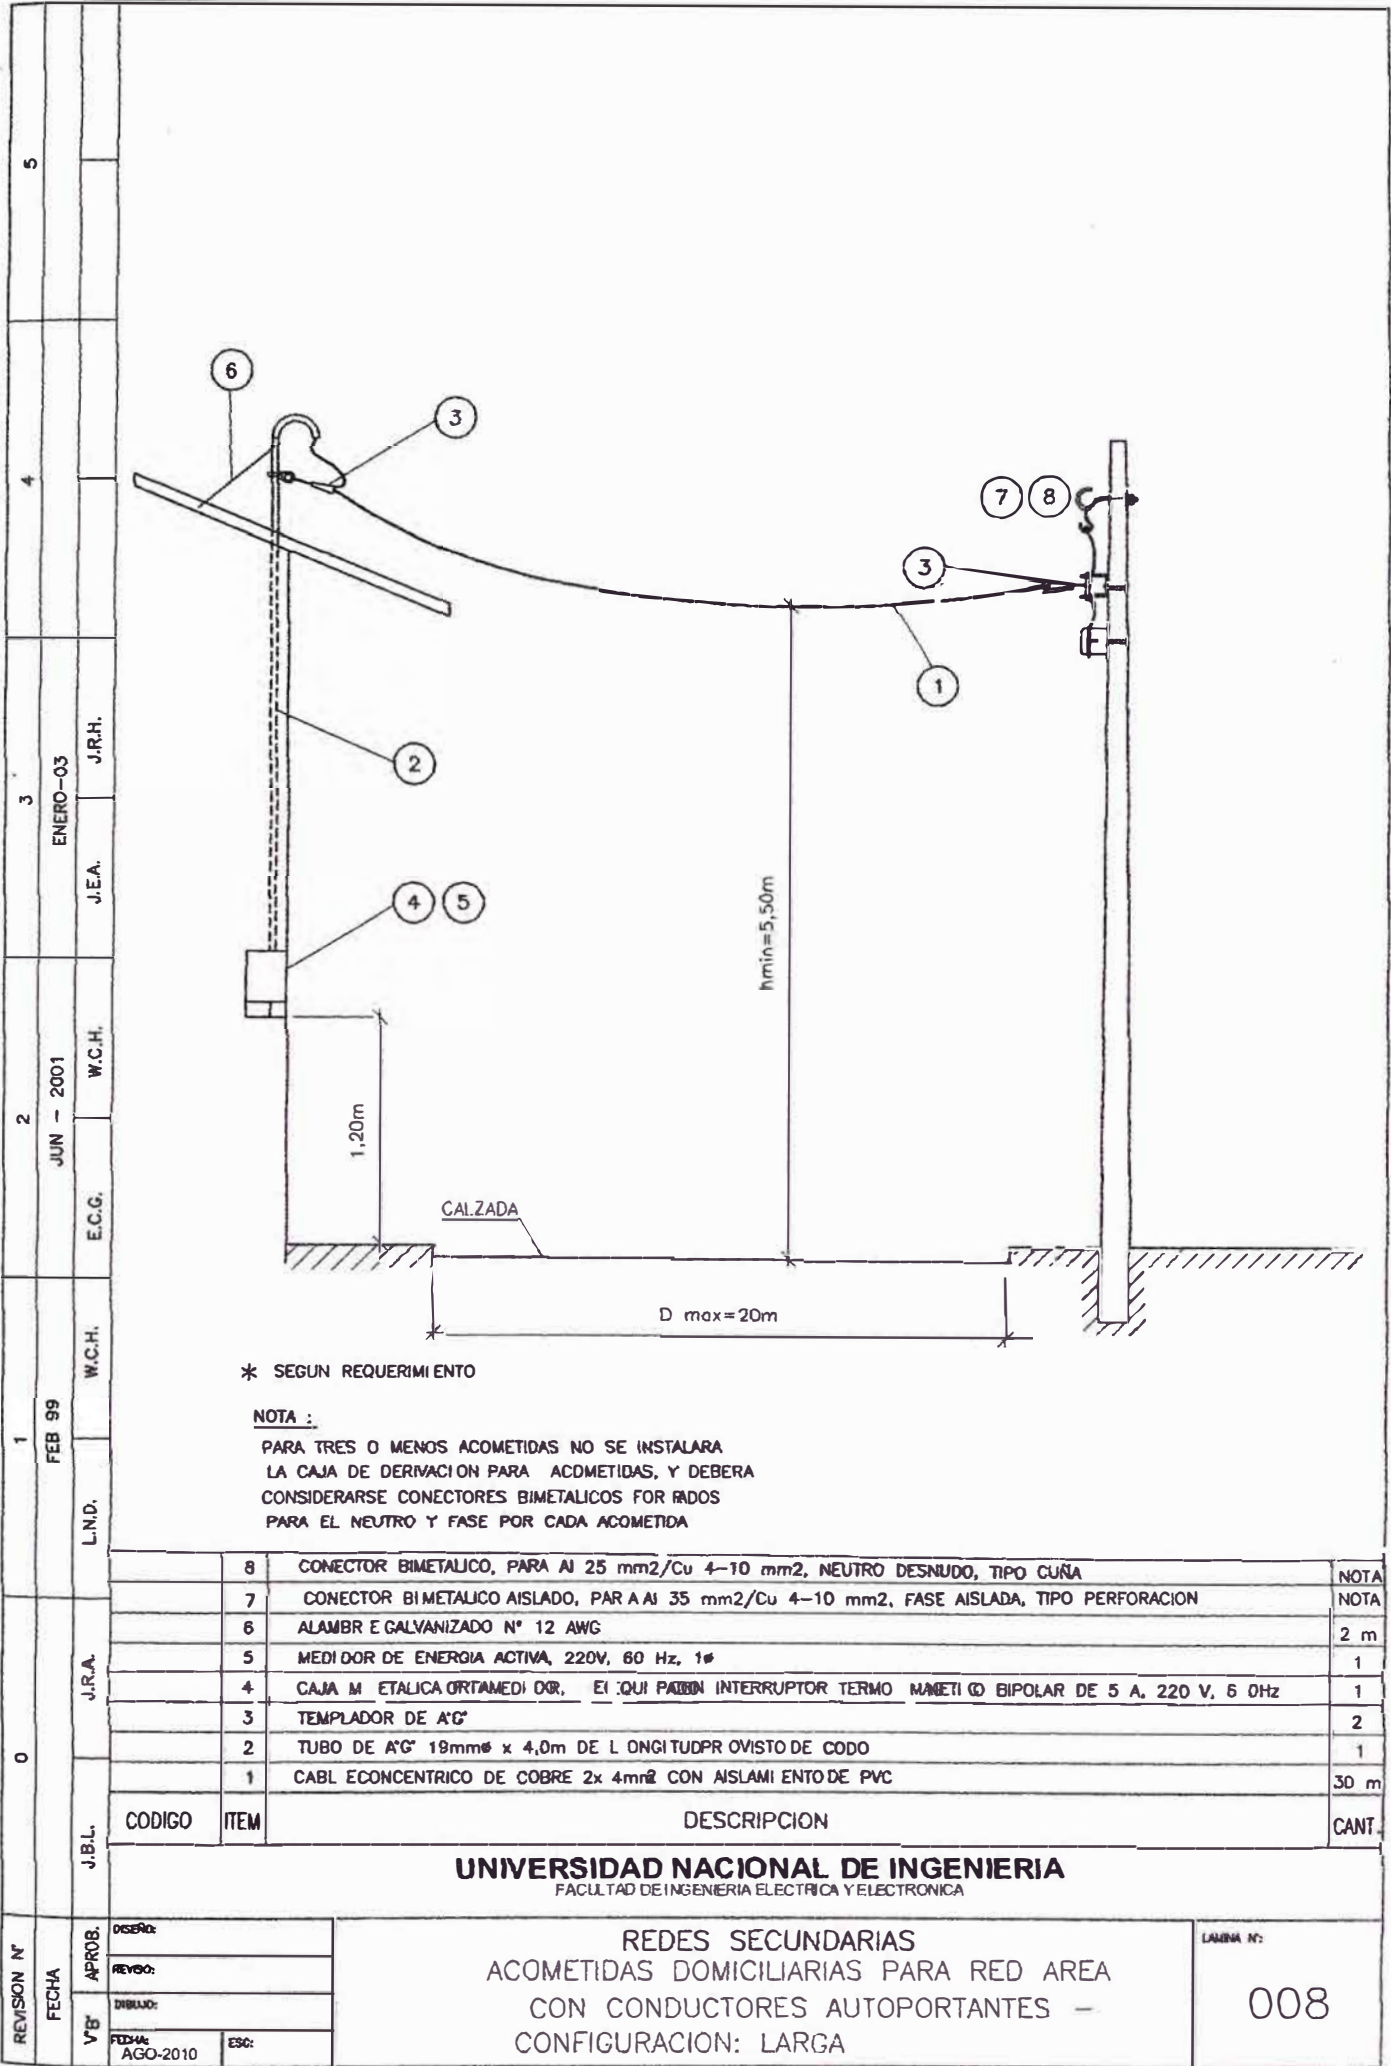 6
3
7
8
3
1
2
4
5
hmin=5,50m
1,20m
CALZADA
D max=20m
* SEGUN REQUERIMIENTO
NOTA :
PARA TRES O MENOS ACOMETIDAS NO SE INSTALARA
LA CAJA DE DERIVACION PARA ACOMETIDAS, Y DEBERA
CONSIDERARSE CONECTORES BIMETALICOS FOR RADOS
PARA EL NEUTRO Y FASE POR CADA ACOMETIDA
8 CONECTOR BIMETALICO, PARA Al 25 mm2/Cu 4-10 mm2, NEUTRO DESNUDO, TIPO CUÑA NOTA
7 CONECTOR BIMETALICO AISLADO, PARA Al 35 mm2/Cu 4-10 mm2, FASE AISLADA, TIPO PERFORACION NOTA
6 ALAMBRE GALVANIZADO N° 12 AWG 2 m
5 MEDIDOR DE ENERGIA ACTIVA, 220V, 60 Hz, 1ø 1
4 CAJA METALICA INTERRUPTOR TERMO BIPOLAR DE 5 A, 220 V, 60Hz 1
3 TEMPLADOR DE A°G° 2
2 TUBO DE A°G° 19mmø x 4,0m DE LONGITUD PROVISTO DE CODO 1
1 CABLE CONCENTRICO DE COBRE 2x 4mm2 CON AISLAMIENTO DE PVC 30 m
CODIGO ITEM DESCRIPCION CANT.
UNIVERSIDAD NACIONAL DE INGENIERIA
FACULTAD DE INGENIERIA ELECTRICA Y ELECTRONICA
DISEÑO:
REVISO:
DIBUJO:
FECHA:
AGO-2010
ESC:
REDES SECUNDARIAS
ACOMETIDAS DOMICILIARIAS PARA RED AREA
CON CONDUCTORES AUTOPORTANTES –
CONFIGURACION: LARGA
LAMINA N°:
008
REVISION N° 0 1 2 3 4 5
FECHA FEB 99 JUN - 2001 ENERO-03
APROB. J.R.A. W.C.H. W.C.H. J.R.H.
V°B° J.B.L. L.N.D. E.C.G. J.E.A.